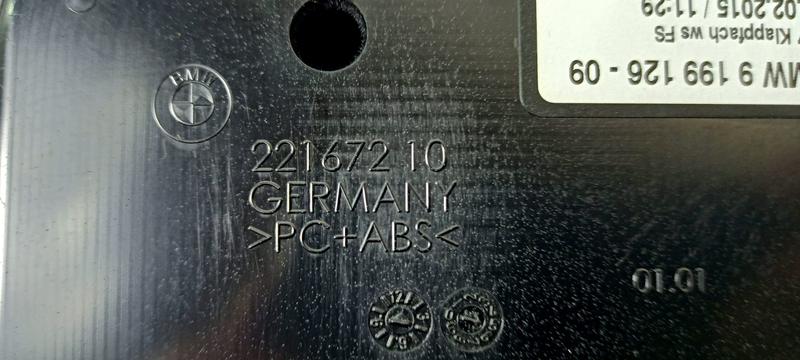 BMW
221672 10
GERMANY
>PC+ABS<
MW 9 199 126 - 09
Klappfach ws FS
.02.2015 / 11:29
01.01